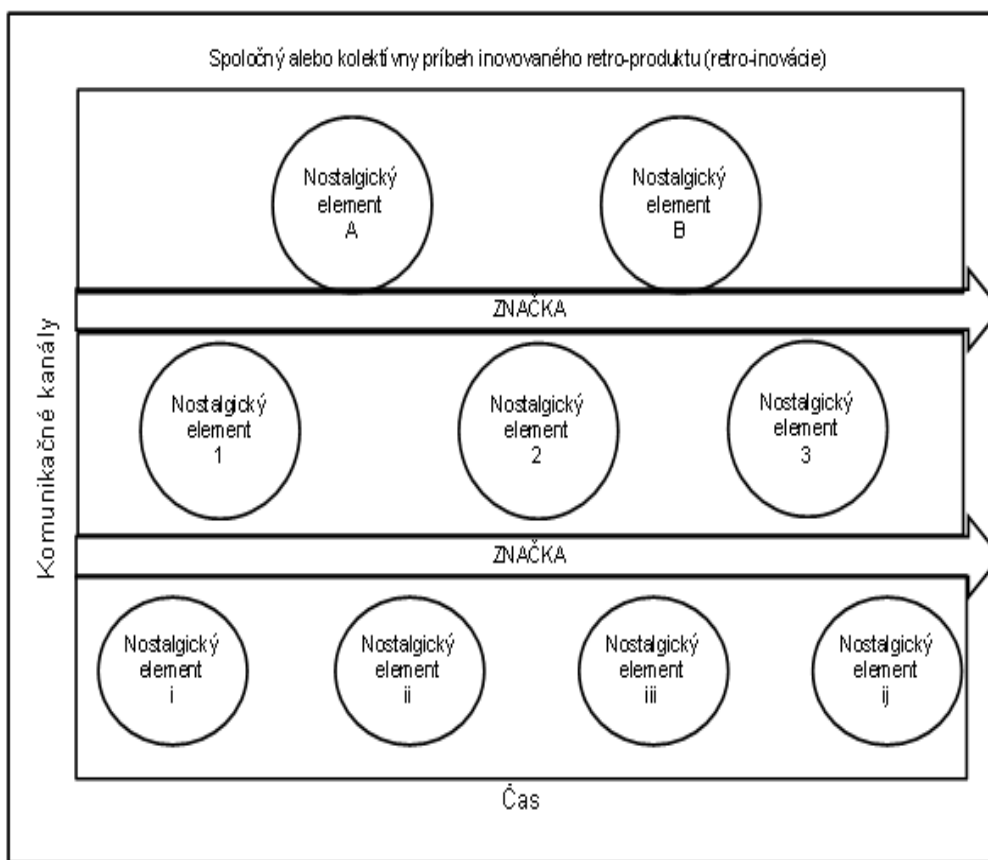 Spoločný alebo kolektívny príbeh inovovaného retro-produktu (retro-inovácie)
Nostalgický
element
A
Nostalgický
element
B
ZNAČKA
Komunikačné kanály
Nostalgický
element
1
Nostalgický
element
2
Nostalgický
element
3
ZNAČKA
Nostalgický
element
i
Nostalgický
element
ii
Nostalgický
element
iii
Nostalgický
element
ij
Čas